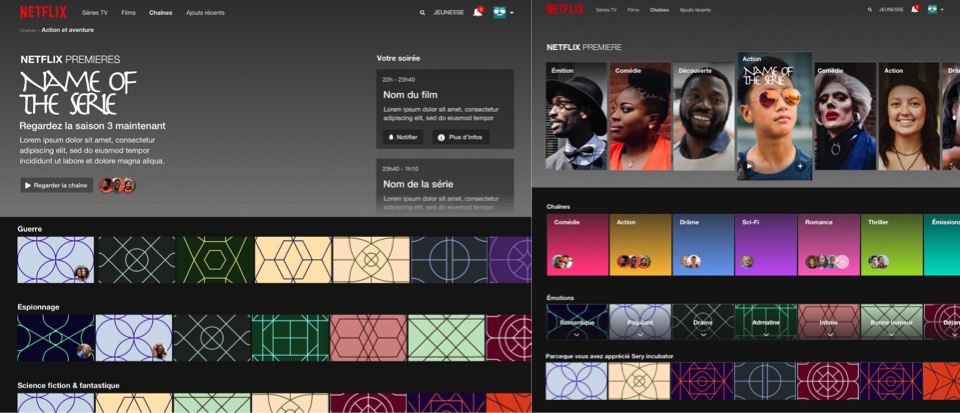 NETFLIX
Séries TV
Films
Chaînes
Ajouts récents
JEUNESSE
Chaînes > Action et aventure
NETFLIX PREMIERES
NAME OF
THE SERIE
Regardez la saison 3 maintenant
Lorem ipsum dolor sit amet, consectetur
adipiscing elit, sed do eiusmod tempor
incididunt ut labore et dolore magna aliqua.
Regarder la chaîne
Votre soirée
22h - 23h40
Nom du film
Lorem ipsum dolor sit amet, consectetur
adipiscing elit, sed do eiusmod tempor
Notifier
Plus d'infos
23h40 - 1h10
Nom de la série
Lorem ipsum dolor sit amet, consectetur
adipiscing elit, sed do eiusmod tempor
Guerre
Espionnage
Science fiction & fantastique
NETFLIX
Séries TV
Films
Chaînes
Ajouts récents
JEUNESSE
NETFLIX PREMIERE
Émition
Comédie
Découverte
Action
NAME OF
THE SERIE
Comédie
Action
Chaînes
Comédie
Action
Drâme
Sci-Fi
Romance
Thriller
Émissions
Émotions
Romantique
Palpitant
Drâme
Adrnaline
Intime
Bonne humeur
Parceque vous avez apprécié Sery incubator